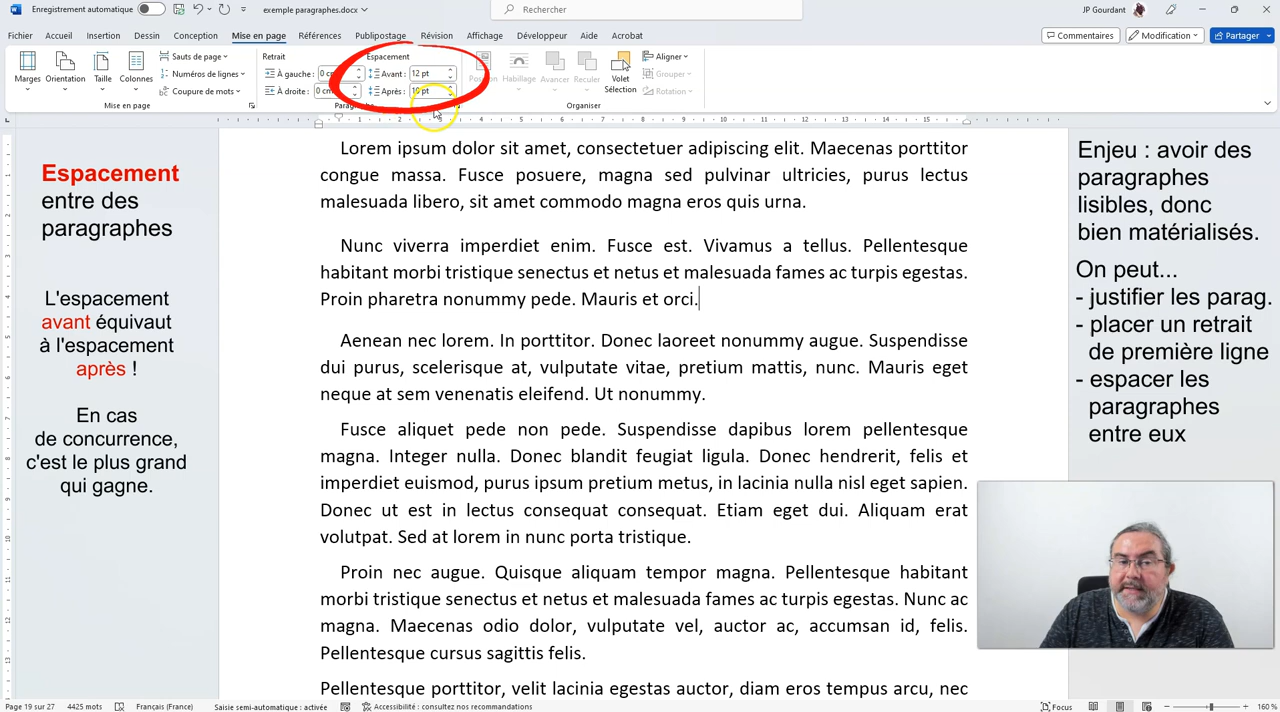 Enregistrement automatique
exemple paragraphes.docx
Rechercher
JP Gourdant
Fichier Accueil Insertion Dessin Conception Mise en page Références Publipostage Révision Affichage Développeur Aide Acrobat
Commentaires Modification Partager
Marges Orientation Taille Colonnes
Sauts de page
Numéros de lignes
Coupure de mots
Mise en page
Retrait
À gauche : 0 cm
À droite : 0 cm
Espacement
Avant : 12 pt
Après : 10 pt
Paragraphe
Position Habillage Avancer Reculer Volet
Sélection
Aligner
Grouper
Rotation
Organiser
Espacement
entre des
paragraphes
L'espacement
avant équivaut
à l'espacement
après !
En cas
de concurrence,
c'est le plus grand
qui gagne.
Lorem ipsum dolor sit amet, consectetuer adipiscing elit. Maecenas porttitor
congue massa. Fusce posuere, magna sed pulvinar ultricies, purus lectus
malesuada libero, sit amet commodo magna eros quis urna.
Nunc viverra imperdiet enim. Fusce est. Vivamus a tellus. Pellentesque
habitant morbi tristique senectus et netus et malesuada fames ac turpis egestas.
Proin pharetra nonummy pede. Mauris et orci.
Aenean nec lorem. In porttitor. Donec laoreet nonummy augue. Suspendisse
dui purus, scelerisque at, vulputate vitae, pretium mattis, nunc. Mauris eget
neque at sem venenatis eleifend. Ut nonummy.
Fusce aliquet pede non pede. Suspendisse dapibus lorem pellentesque
magna. Integer nulla. Donec blandit feugiat ligula. Donec hendrerit, felis et
imperdiet euismod, purus ipsum pretium metus, in lacinia nulla nisl eget sapien.
Donec ut est in lectus consequat consequat. Etiam eget dui. Aliquam erat
volutpat. Sed at lorem in nunc porta tristique.
Proin nec augue. Quisque aliquam tempor magna. Pellentesque habitant
morbi tristique senectus et netus et malesuada fames ac turpis egestas. Nunc ac
magna. Maecenas odio dolor, vulputate vel, auctor ac, accumsan id, felis.
Pellentesque cursus sagittis felis.
Pellentesque porttitor, velit lacinia egestas auctor, diam eros tempus arcu, nec
Enjeu : avoir des
paragraphes
lisibles, donc
bien matérialisés.
On peut...
- justifier les parag.
- placer un retrait
de première ligne
- espacer les
paragraphes
entre eux
Page 19 sur 27 4425 mots Français (France) Saisie semi-automatique : activée Accessibilité : consultez nos recommandations Focus 160 %